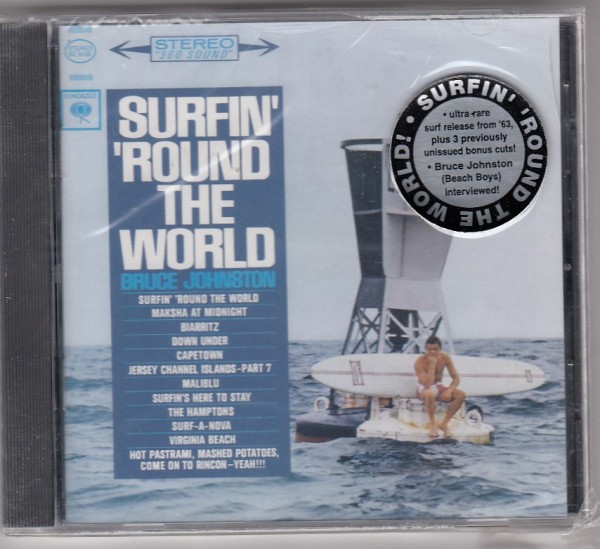 STEREO
"360 SOUND"
SUNDAZED
SURFIN'
'ROUND
THE
WORLD
BRUCE JOHNSTON
SURFIN' 'ROUND THE WORLD
MAKSHA AT MIDNIGHT
BIARRITZ
DOWN UNDER
CAPETOWN
JERSEY CHANNEL ISLANDS-PART 7
MALIBLU
SURFIN'S HERE TO STAY
THE HAMPTONS
SURF-A-NOVA
VIRGINIA BEACH
HOT PASTRAMI, MASHED POTATOES,
COME ON TO RINCON-YEAH!!!
• SURFIN' 'ROUND THE WORLD!
• ultra-rare
surf release from '63,
plus 3 previously
unissued bonus cuts!
• Bruce Johnston
(Beach Boys)
interviewed!